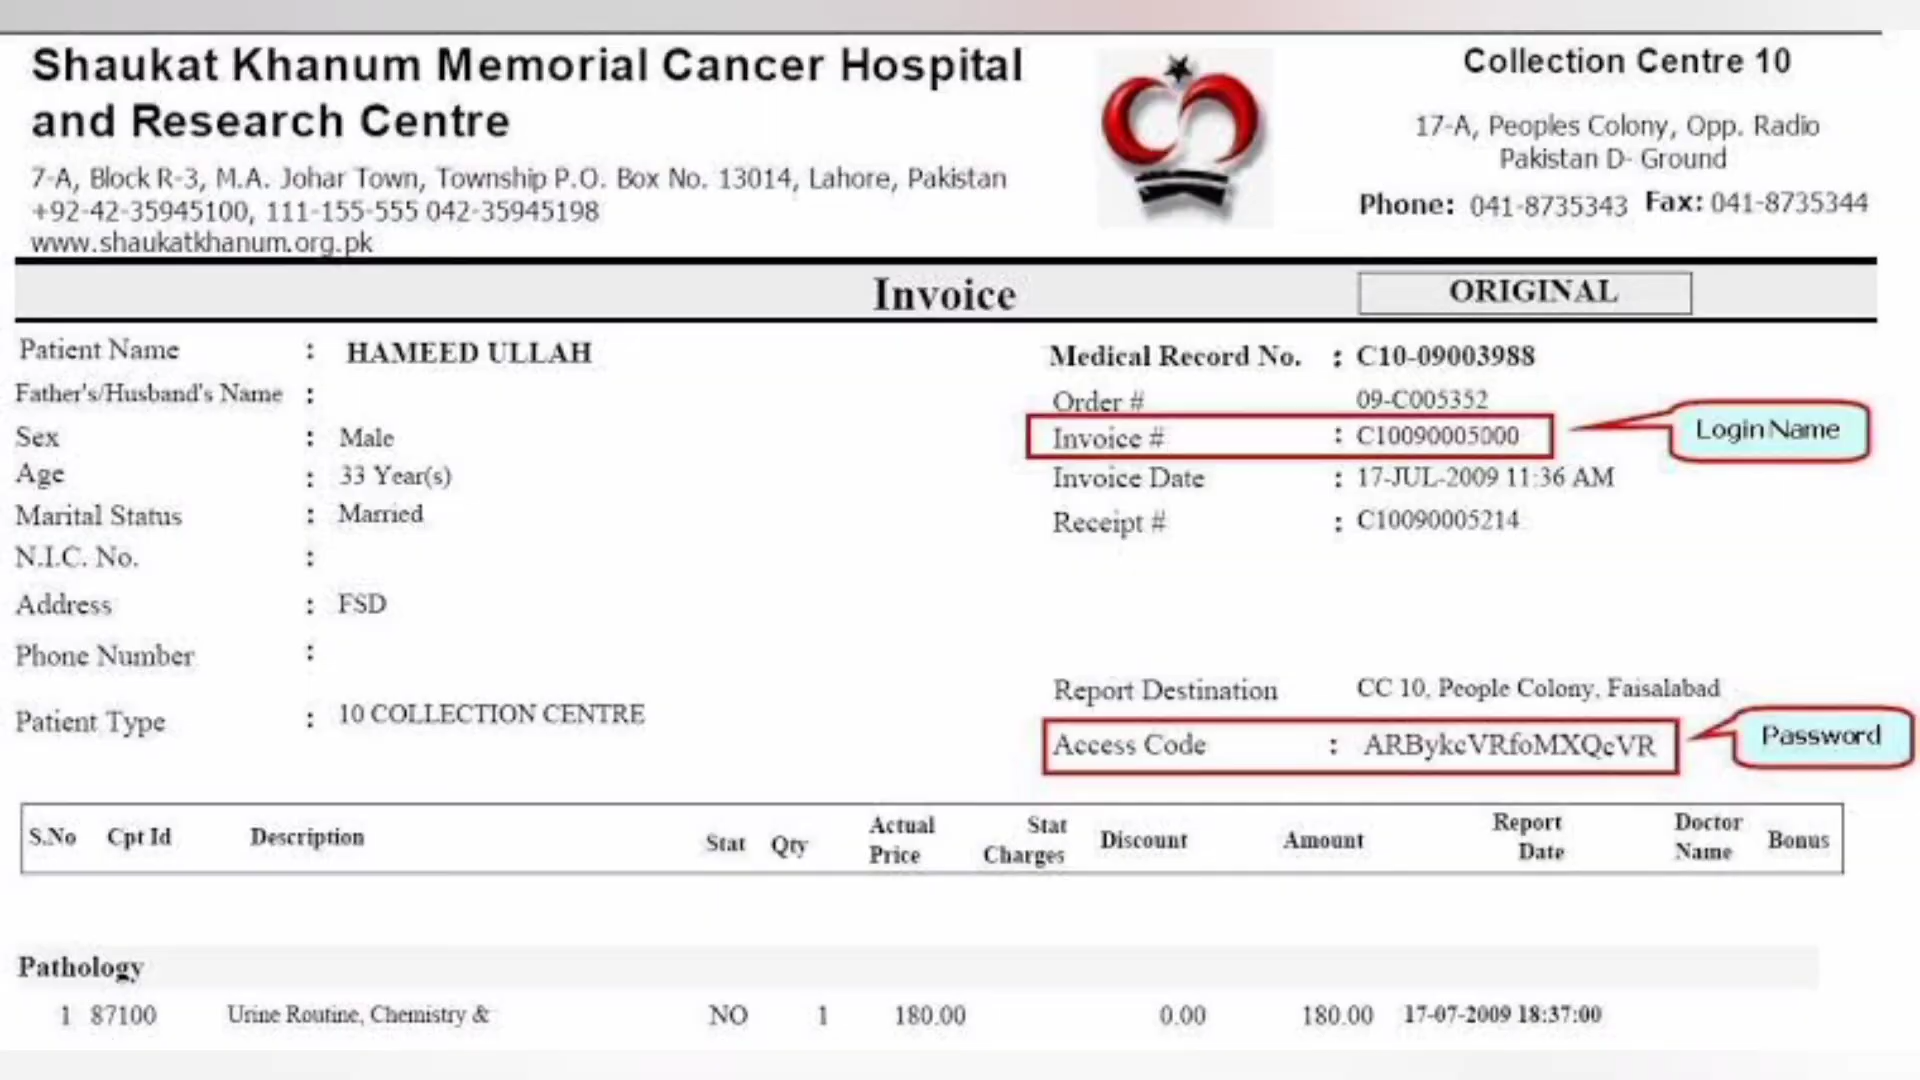 Shaukat Khanum Memorial Cancer Hospital
and Research Centre
7-A, Block R-3, M.A. Johar Town, Township P.O. Box No. 13014, Lahore, Pakistan
+92-42-35945100, 111-155-555 042-35945198
www.shaukatkhanum.org.pk
Collection Centre 10
17-A, Peoples Colony, Opp. Radio
Pakistan D- Ground
Phone: 041-8735343 Fax: 041-8735344
Invoice
ORIGINAL
Patient Name : HAMEED ULLAH
Father's/Husband's Name :
Sex : Male
Age : 33 Year(s)
Marital Status : Married
N.I.C. No. :
Address : FSD
Phone Number :
Patient Type : 10 COLLECTION CENTRE
Medical Record No. : C10-09003988
Order # 09-C005352
Invoice # : C10090005000
Login Name
Invoice Date : 17-JUL-2009 11:36 AM
Receipt # : C10090005214
Report Destination CC 10, People Colony, Faisalabad
Access Code : ARBykcVRfoMXQcVR
Password
S.No Cpt Id Description Stat Qty Actual Price Stat Charges Discount Amount Report Date Doctor Name Bonus
Pathology
1 87100 Urine Routine, Chemistry & NO 1 180.00 0.00 180.00 17-07-2009 18:37:00